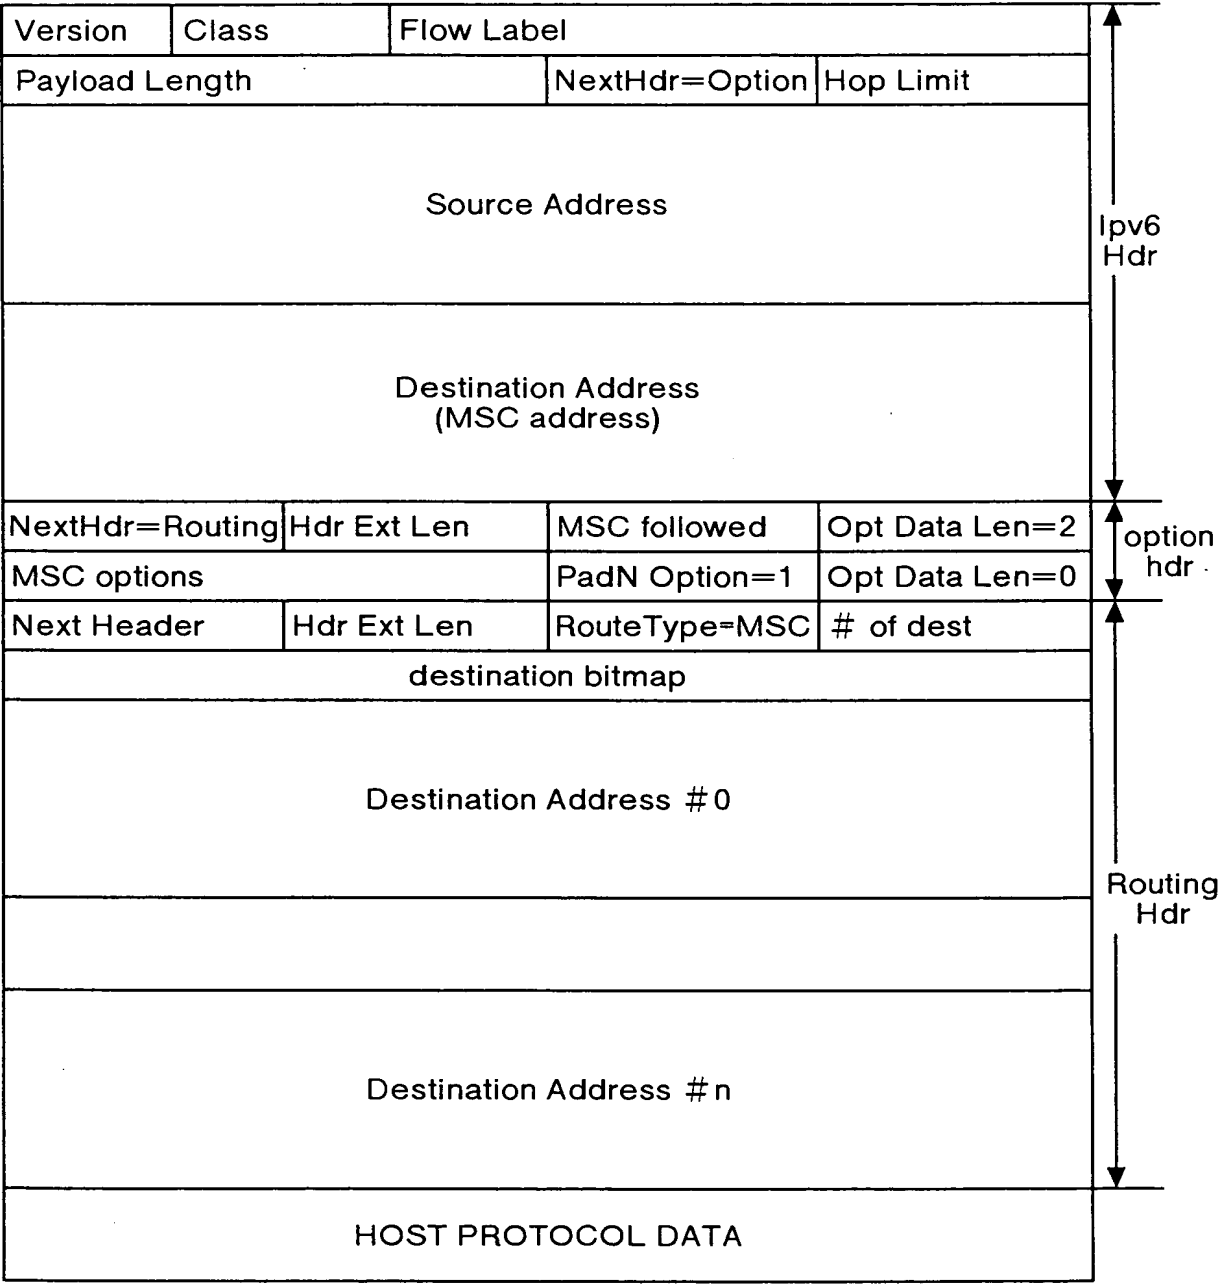 Version Class Flow Label
Payload Length NextHdr=Option Hop Limit
Source Address
Ipv6
Hdr
Destination Address
(MSC address)
NextHdr=Routing Hdr Ext Len MSC followed Opt Data Len=2
option
hdr
MSC options PadN Option=1 Opt Data Len=0
Next Header Hdr Ext Len RouteType=MSC # of dest
destination bitmap
Destination Address #0
Routing
Hdr
Destination Address #n
HOST PROTOCOL DATA